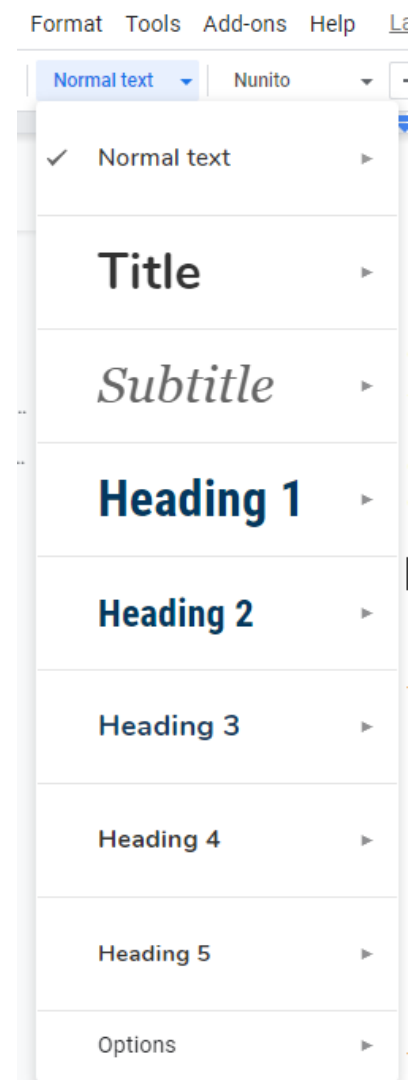 Format Tools Add-ons Help La
Normal text Nunito
Normal text
Title
Subtitle
Heading 1
Heading 2
Heading 3
Heading 4
Heading 5
Options